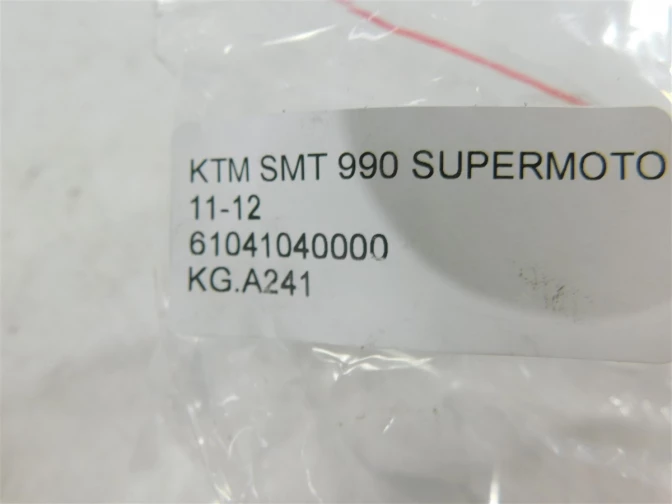 KTM SMT 990 SUPERMOTO
11-12
61041040000
KG.A241